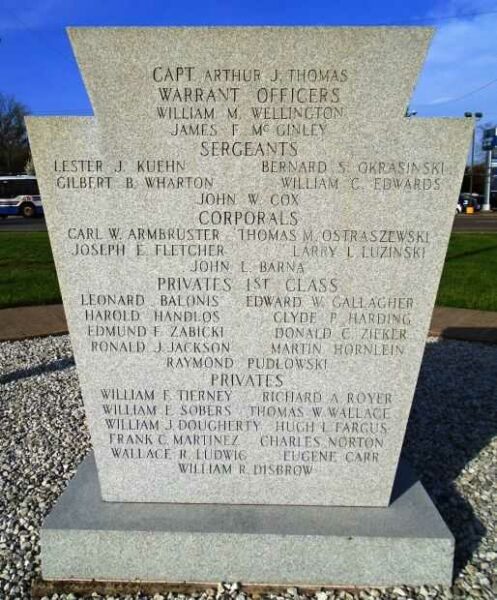 CAPT. ARTHUR J. THOMAS
WARRANT OFFICERS
WILLIAM M. WELLINGTON
JAMES F. McGINLEY
SERGEANTS
LESTER J. KUEHN BERNARD S. OKRASINSKI
GILBERT B. WHARTON WILLIAM C. EDWARDS
JOHN W. COX
CORPORALS
CARL W. ARMBRUSTER THOMAS M. OSTRASZEWSKI
JOSEPH E. FLETCHER LARRY L. LUZINSKI
JOHN L. BARNA
PRIVATES 1ST CLASS
LEONARD BALONIS EDWARD W. GALLAGHER
HAROLD HANDLOS CLYDE P. HARDING
EDMUND F. ZABICKI DONALD C. ZIEKER
RONALD J. JACKSON MARTIN HORNLEIN
RAYMOND PUDLOWSKI
PRIVATES
WILLIAM F. TIERNEY RICHARD A. ROYER
WILLIAM E. SOBERS THOMAS W. WALLACE
WILLIAM J. DOUGHERTY HUGH L. FARGUS
FRANK C. MARTINEZ CHARLES NORTON
WALLACE R. LUDWIG EUGENE CARR
WILLIAM R. DISBROW